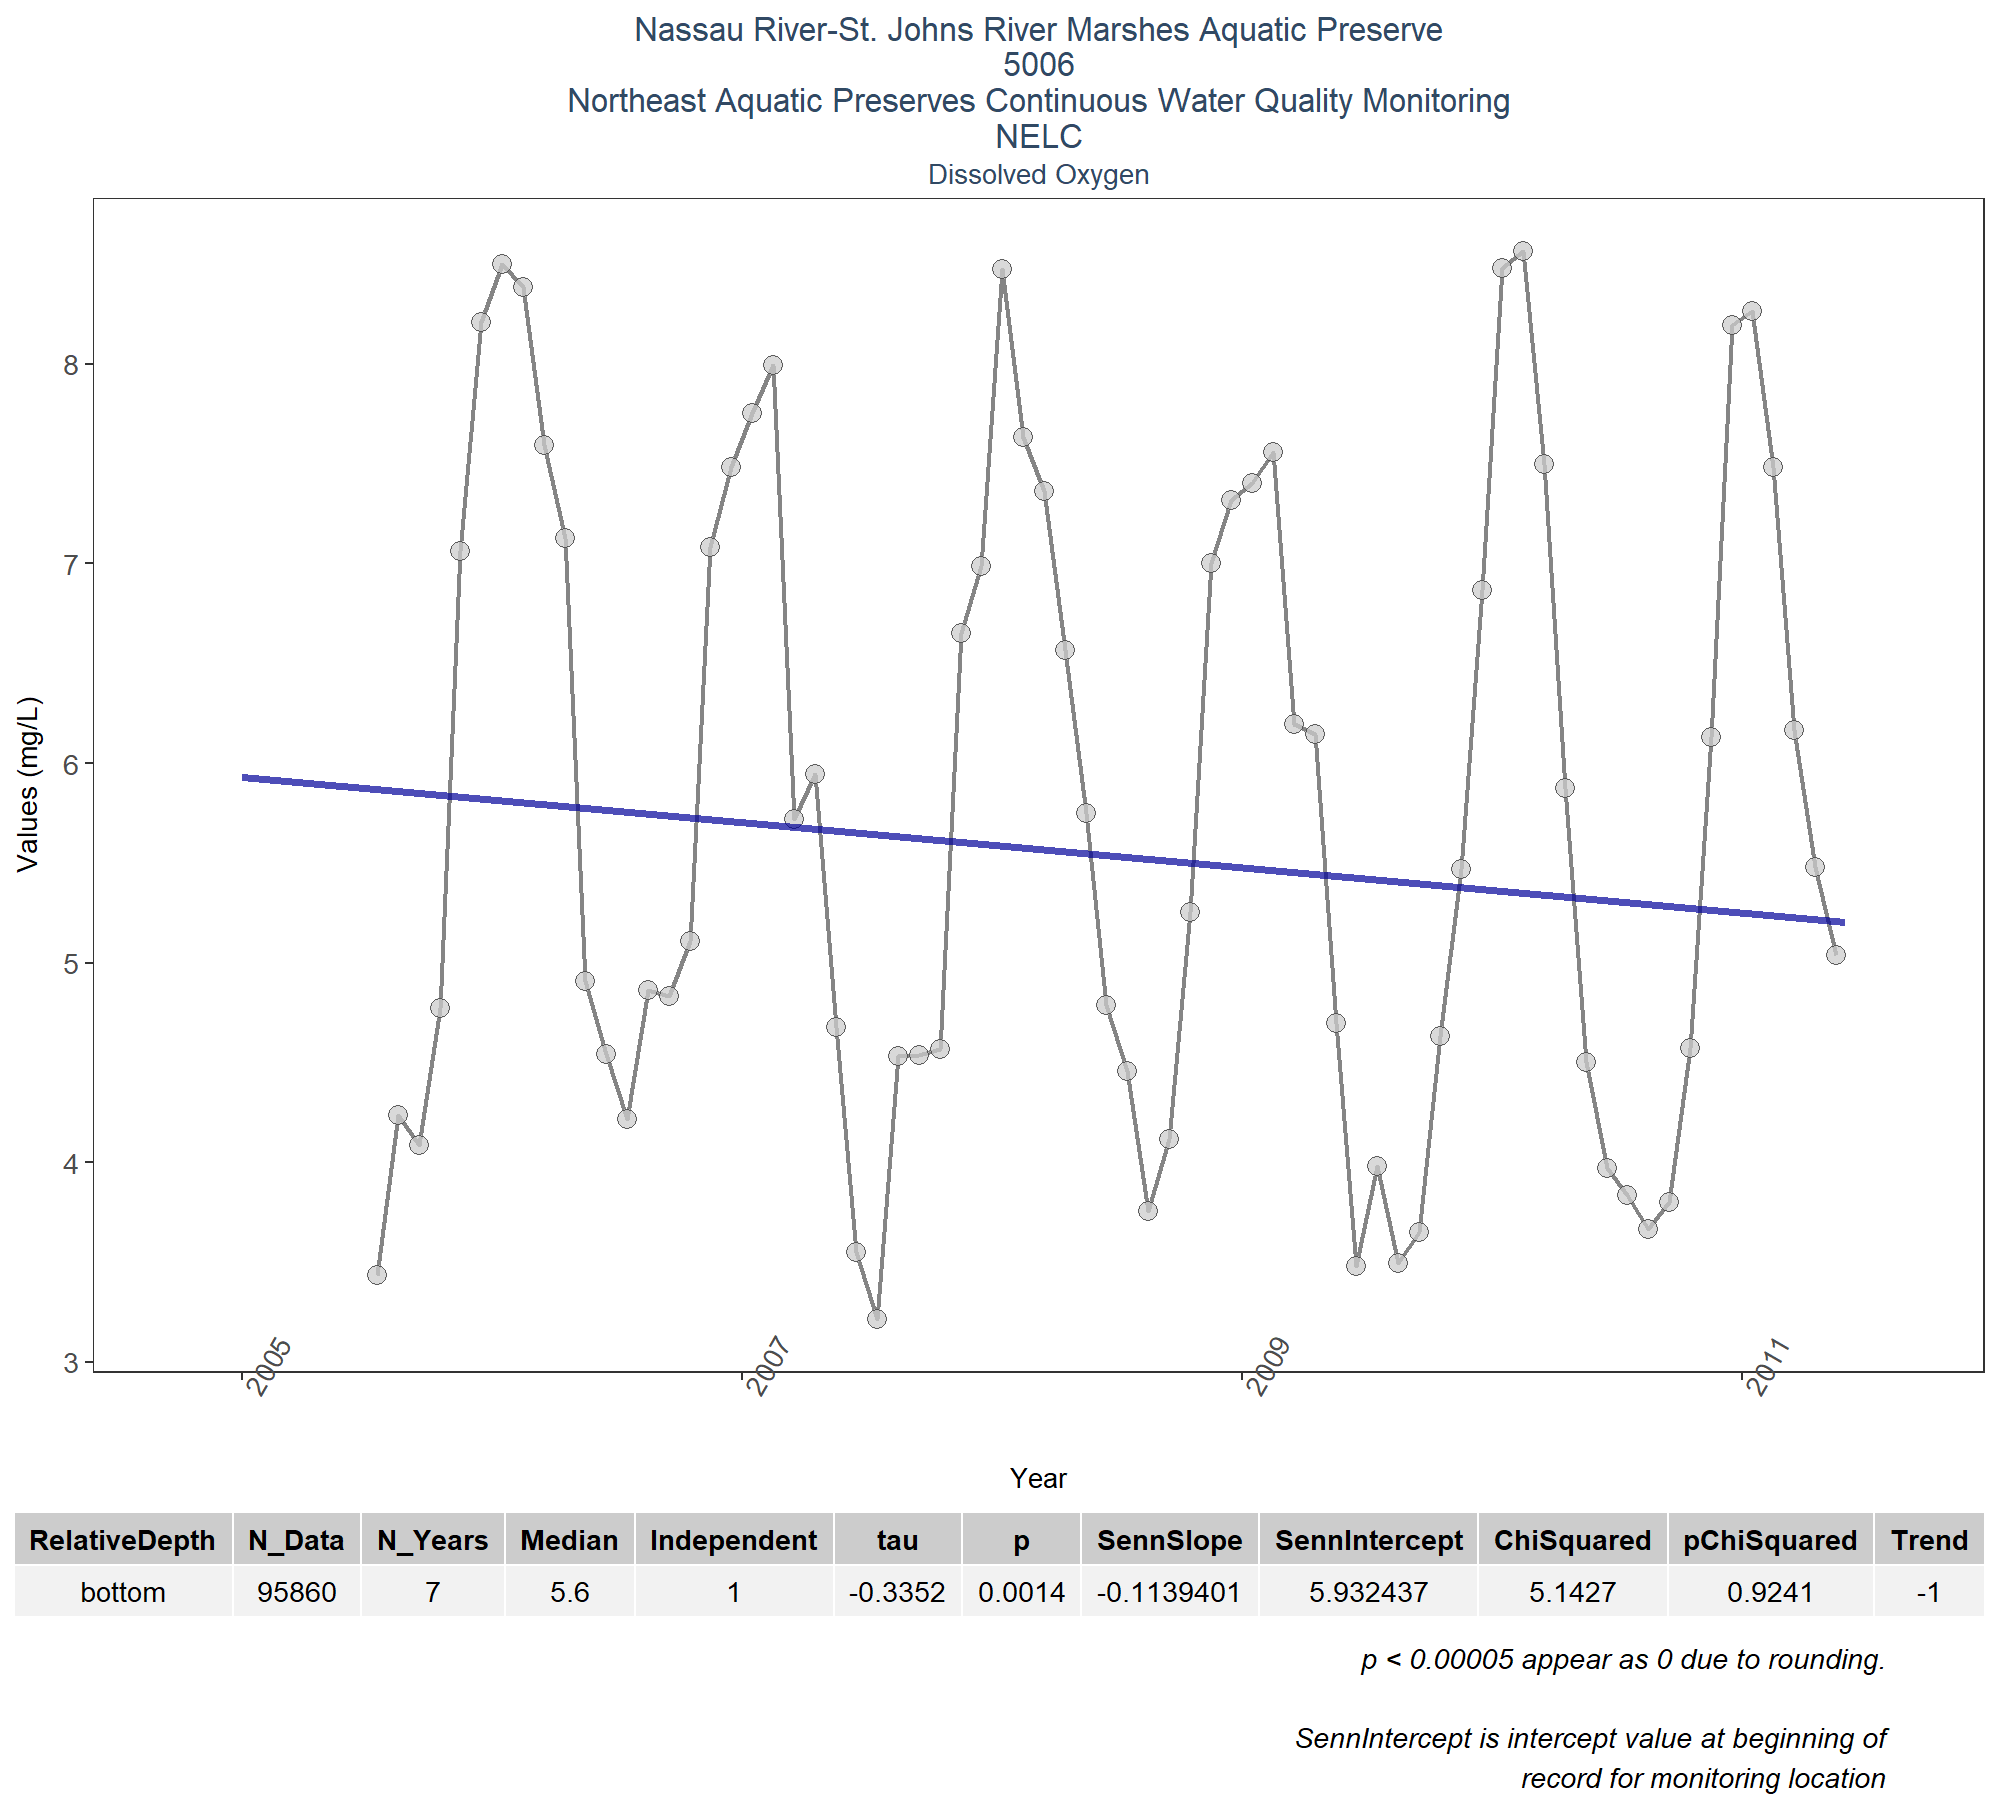 Nassau River-St. Johns River Marshes Aquatic Preserve
5006
Northeast Aquatic Preserves Continuous Water Quality Monitoring
NELC
Dissolved Oxygen
Values (mg/L)
8
7
6
5
4
3
2005 2007 2009 2011
Year
RelativeDepth N_Data N_Years Median Independent tau p SennSlope SennIntercept ChiSquared pChiSquared Trend
bottom 95860 7 5.6 1 -0.3352 0.0014 -0.1139401 5.932437 5.1427 0.9241 -1
p < 0.00005 appear as 0 due to rounding.
SennIntercept is intercept value at beginning of
record for monitoring location